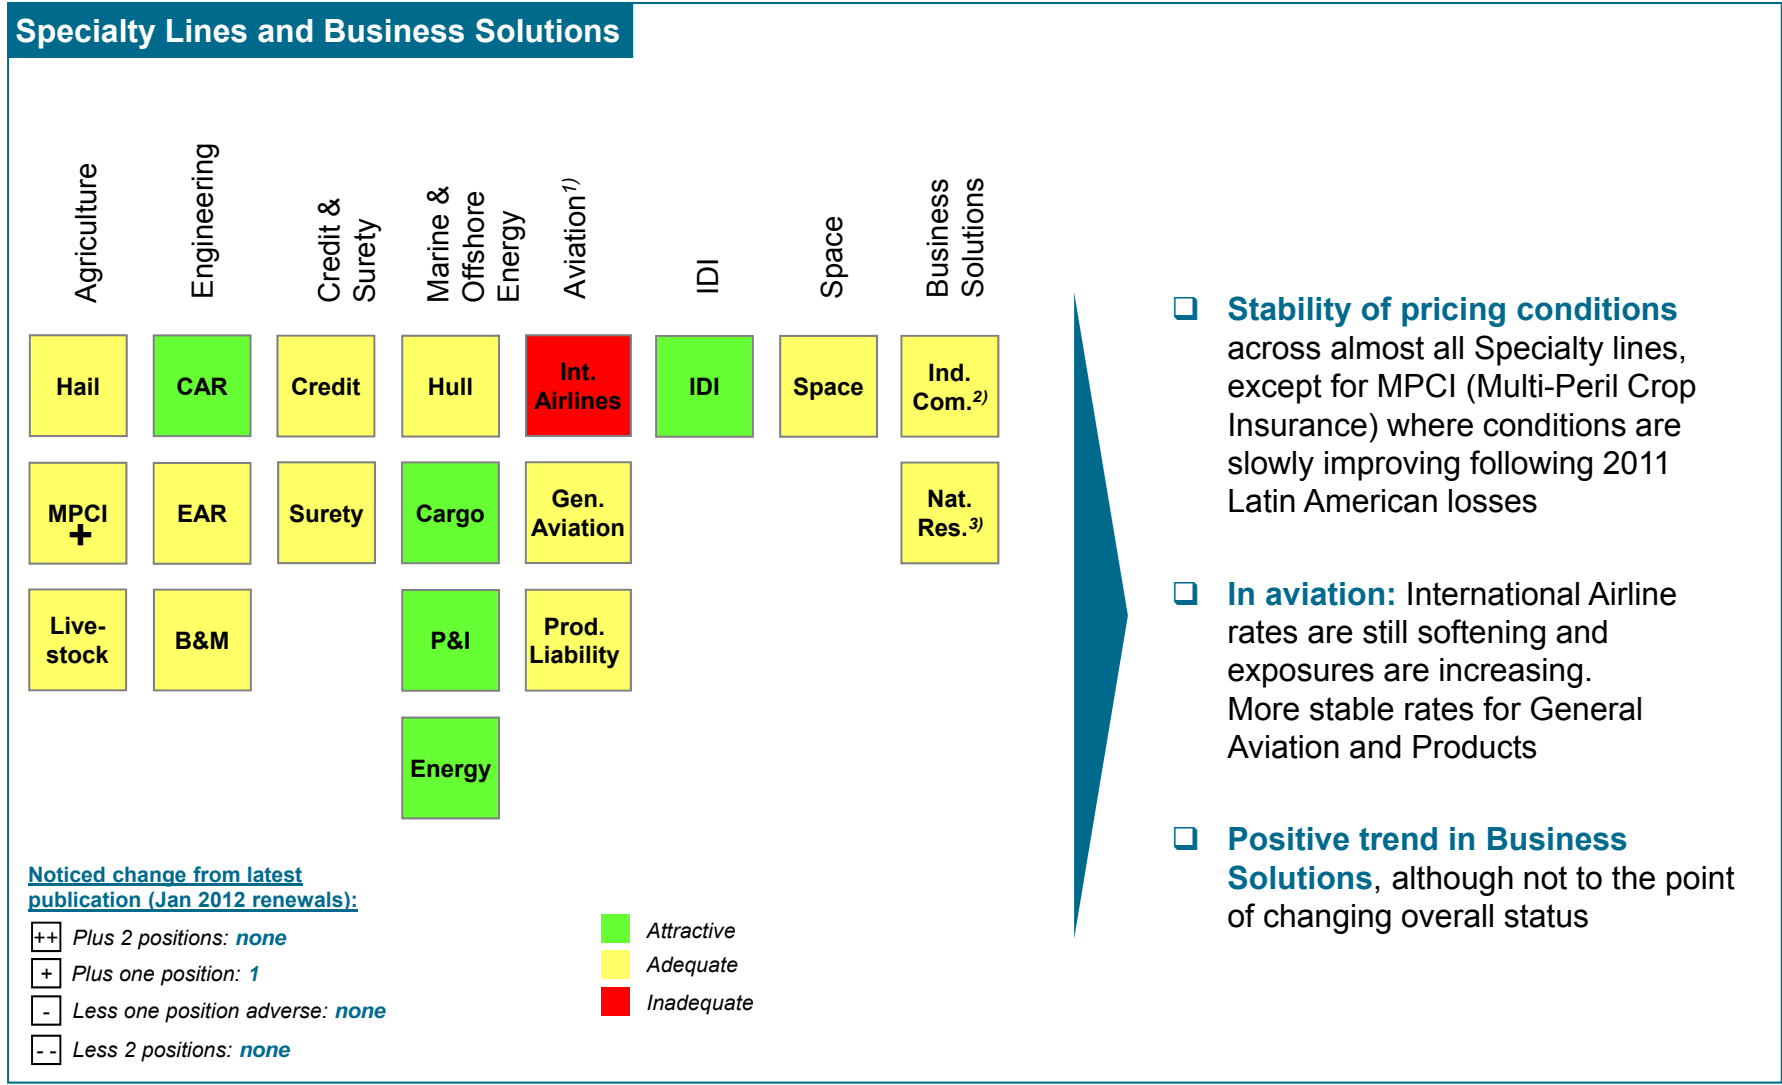 Specialty Lines and Business Solutions
Agriculture
Engineering
Credit &
Surety
Marine &
Offshore
Energy
Aviation1)
IDI
Space
Business
Solutions
Hail
CAR
Credit
Hull
Int.
Airlines
IDI
Space
Ind.
Com.2)
MPCI
+
EAR
Surety
Cargo
Gen.
Aviation
Nat.
Res.3)
Live-
stock
B&M
P&I
Prod.
Liability
Energy
Noticed change from latest
publication (Jan 2012 renewals):
++ Plus 2 positions: none
+ Plus one position: 1
- Less one position adverse: none
- - Less 2 positions: none
Attractive
Adequate
Inadequate
❑ Stability of pricing conditions
across almost all Specialty lines,
except for MPCI (Multi-Peril Crop
Insurance) where conditions are
slowly improving following 2011
Latin American losses
❑ In aviation: International Airline
rates are still softening and
exposures are increasing.
More stable rates for General
Aviation and Products
❑ Positive trend in Business
Solutions, although not to the point
of changing overall status